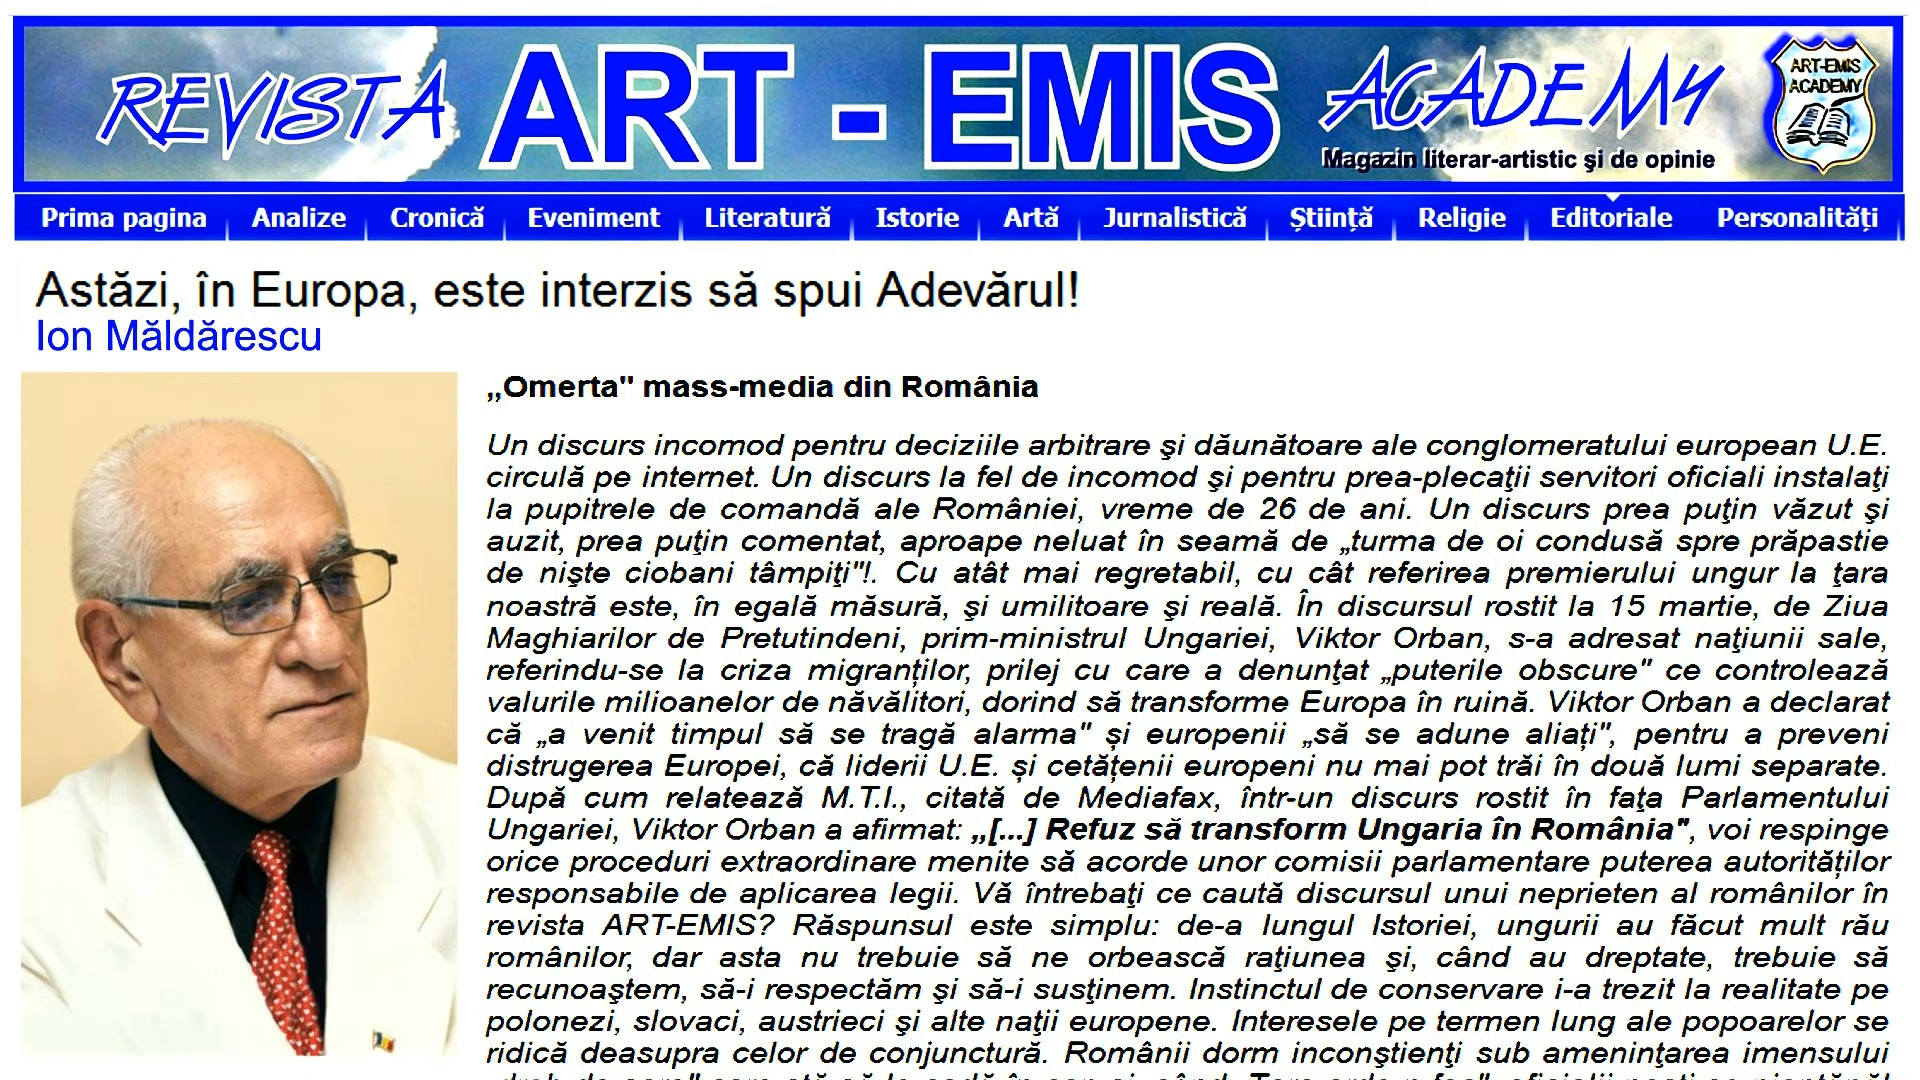 REVISTA ART - EMIS ACADEMY
Magazin literar-artistic şi de opinie
ART-EMIS
ACADEMY
Prima pagina Analize Cronică Eveniment Literatură Istorie Artă Jurnalistică Ştiinţă Religie Editoriale Personalităţi
Astăzi, în Europa, este interzis să spui Adevărul!
Ion Măldărescu
„Omerta" mass-media din România
Un discurs incomod pentru deciziile arbitrare şi dăunătoare ale conglomeratului european U.E.
circulă pe internet. Un discurs la fel de incomod şi pentru prea-plecaţii servitori oficiali instalaţi
la pupitrele de comandă ale României, vreme de 26 de ani. Un discurs prea puţin văzut şi
auzit, prea puţin comentat, aproape neluat în seamă de „turma de oi condusă spre prăpastie
de nişte ciobani tâmpiţi"!. Cu atât mai regretabil, cu cât referirea premierului ungur la ţara
noastră este, în egală măsură, şi umilitoare şi reală. În discursul rostit la 15 martie, de Ziua
Maghiarilor de Pretutindeni, prim-ministrul Ungariei, Viktor Orban, s-a adresat naţiunii sale,
referindu-se la criza migranților, prilej cu care a denunţat „puterile obscure" ce controlează
valurile milioanelor de năvălitori, dorind să transforme Europa în ruină. Viktor Orban a declarat
că „a venit timpul să se tragă alarma" și europenii „să se adune aliați", pentru a preveni
distrugerea Europei, că liderii U.E. și cetățenii europeni nu mai pot trăi în două lumi separate.
După cum relatează M.T.I., citată de Mediafax, într-un discurs rostit în faţa Parlamentului
Ungariei, Viktor Orban a afirmat: „[...] Refuz să transform Ungaria în România", voi respinge
orice proceduri extraordinare menite să acorde unor comisii parlamentare puterea autorităților
responsabile de aplicarea legii. Vă întrebaţi ce caută discursul unui neprieten al românilor în
revista ART-EMIS? Răspunsul este simplu: de-a lungul Istoriei, ungurii au făcut mult rău
românilor, dar asta nu trebuie să ne orbească raţiunea şi, când au dreptate, trebuie să
recunoaştem, să-i respectăm şi să-i susţinem. Instinctul de conservare i-a trezit la realitate pe
polonezi, slovaci, austrieci şi alte naţii europene. Interesele pe termen lung ale popoarelor se
ridică deasupra celor de conjunctură. Românii dorm inconştienţi sub ameninţarea imensului